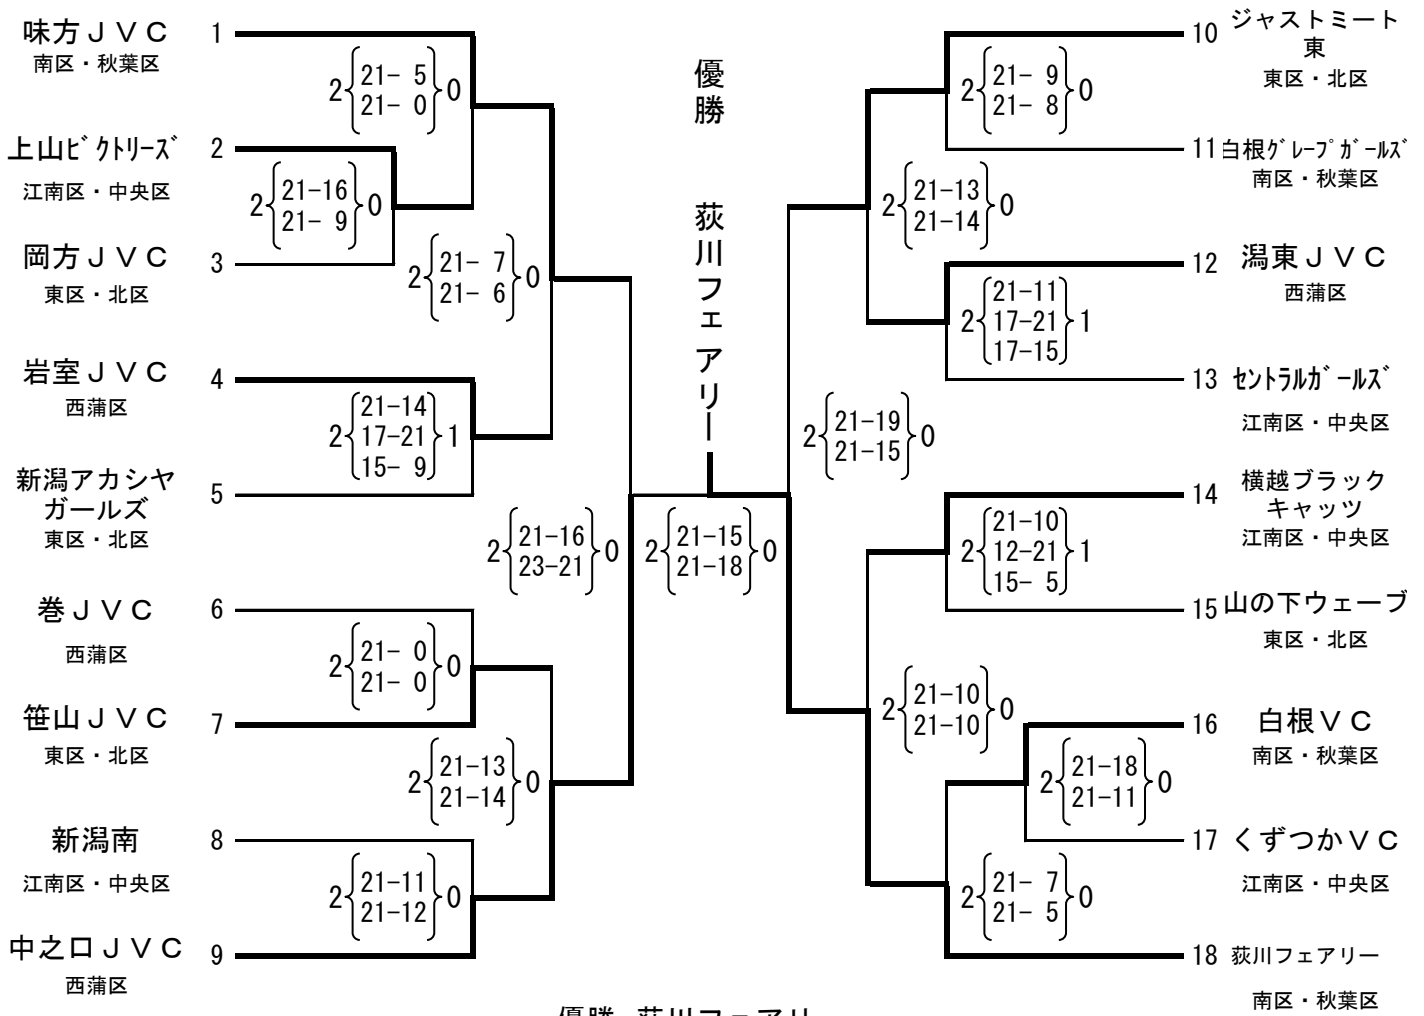 味方ＪＶＣ 1
南区・秋葉区
2 21- 5 0
21- 0
上山ﾋﾞｸﾄﾘｰｽﾞ 2
江南区・中央区
2 21-16 0
21- 9
岡方ＪＶＣ 3
東区・北区
2 21- 7 0
21- 6
岩室ＪＶＣ 4
西蒲区
2 21-14 1
17-21
15- 9
新潟アカシヤ
ガールズ 5
東区・北区
2 21-16 0
23-21
巻ＪＶＣ 6
西蒲区
2 21- 0 0
21- 0
笹山ＪＶＣ 7
東区・北区
2 21-13 0
21-14
新潟南 8
江南区・中央区
2 21-11 0
21-12
中之口ＪＶＣ 9
西蒲区
優勝 荻川フェアリー
2 21-15 0
21-18
10 ジャストミート
東
東区・北区
2 21- 9 0
21- 8
11 白根ｸﾞﾚｰﾌﾟｶﾞｰﾙｽﾞ
南区・秋葉区
2 21-13 0
21-14
12 潟東ＪＶＣ
西蒲区
2 21-11 1
17-21
17-15
13 ｾﾝﾄﾗﾙｶﾞｰﾙｽﾞ
江南区・中央区
2 21-19 0
21-15
14 横越ブラック
キャッツ
江南区・中央区
2 21-10 1
12-21
15- 5
15 山の下ウェーブ
東区・北区
2 21-10 0
21-10
16 白根ＶＣ
南区・秋葉区
2 21-18 0
21-11
17 くずつかＶＣ
江南区・中央区
2 21- 7 0
21- 5
18 荻川フェアリー
南区・秋葉区
優勝 荻川フェアリ